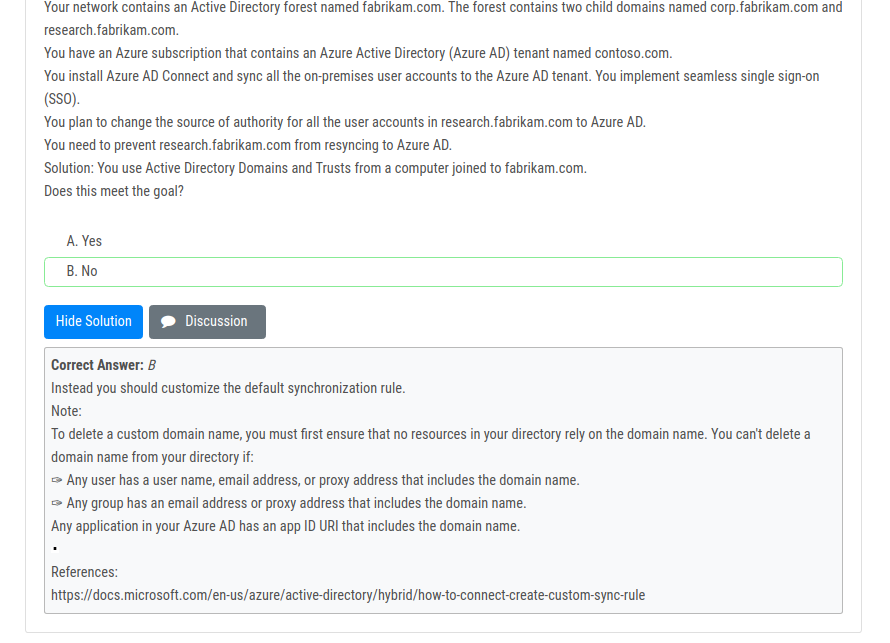 Your network contains an Active Directory forest named fabrikam.com. The forest contains two child domains named corp.fabrikam.com and
research.fabrikam.com.
You have an Azure subscription that contains an Azure Active Directory (Azure AD) tenant named contoso.com.
You install Azure AD Connect and sync all the on-premises user accounts to the Azure AD tenant. You implement seamless single sign-on
(SSO).
You plan to change the source of authority for all the user accounts in research.fabrikam.com to Azure AD.
You need to prevent research.fabrikam.com from resyncing to Azure AD.
Solution: You use Active Directory Domains and Trusts from a computer joined to fabrikam.com.
Does this meet the goal?
A. Yes
B. No
Hide Solution Discussion
Correct Answer: B
Instead you should customize the default synchronization rule.
Note:
To delete a custom domain name, you must first ensure that no resources in your directory rely on the domain name. You can't delete a
domain name from your directory if:
✑ Any user has a user name, email address, or proxy address that includes the domain name.
✑ Any group has an email address or proxy address that includes the domain name.
Any application in your Azure AD has an app ID URI that includes the domain name.
▪
References:
https://docs.microsoft.com/en-us/azure/active-directory/hybrid/how-to-connect-create-custom-sync-rule